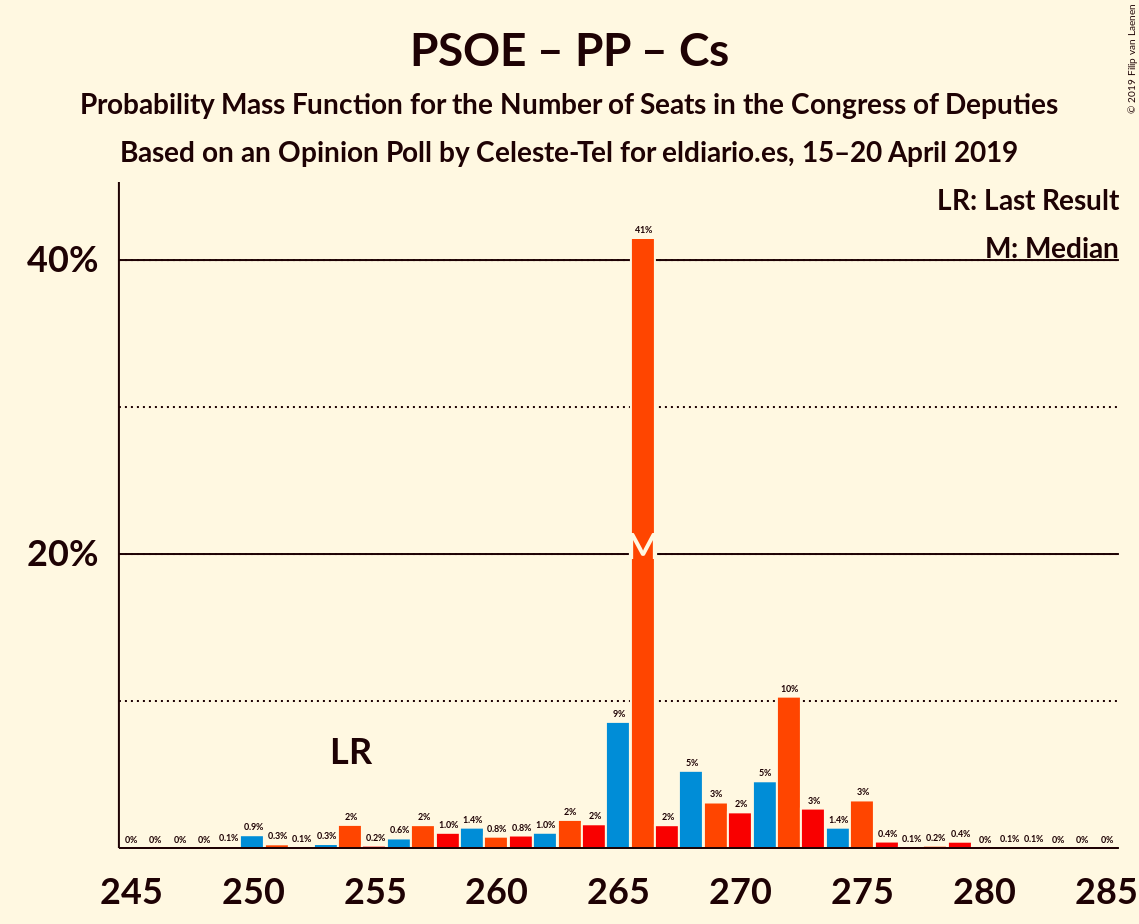 PSOE – PP – Cs
Probability Mass Function for the Number of Seats in the Congress of Deputies
Based on an Opinion Poll by Celeste-Tel for eldiario.es, 15–20 April 2019
© 2019 Filip van Laenen
LR: Last Result
M: Median
40%
20%
LR
M
0% 0% 0% 0% 0.1% 0.9% 0.3% 0.1% 0.3% 2% 0.2% 0.6% 2% 1.0% 1.4% 0.8% 0.8% 1.0% 2% 2% 9% 41% 2% 5% 3% 2% 5% 10% 3% 1.4% 3% 0.4% 0.1% 0.2% 0.4% 0% 0.1% 0.1% 0% 0% 0%
245 250 255 260 265 270 275 280 285